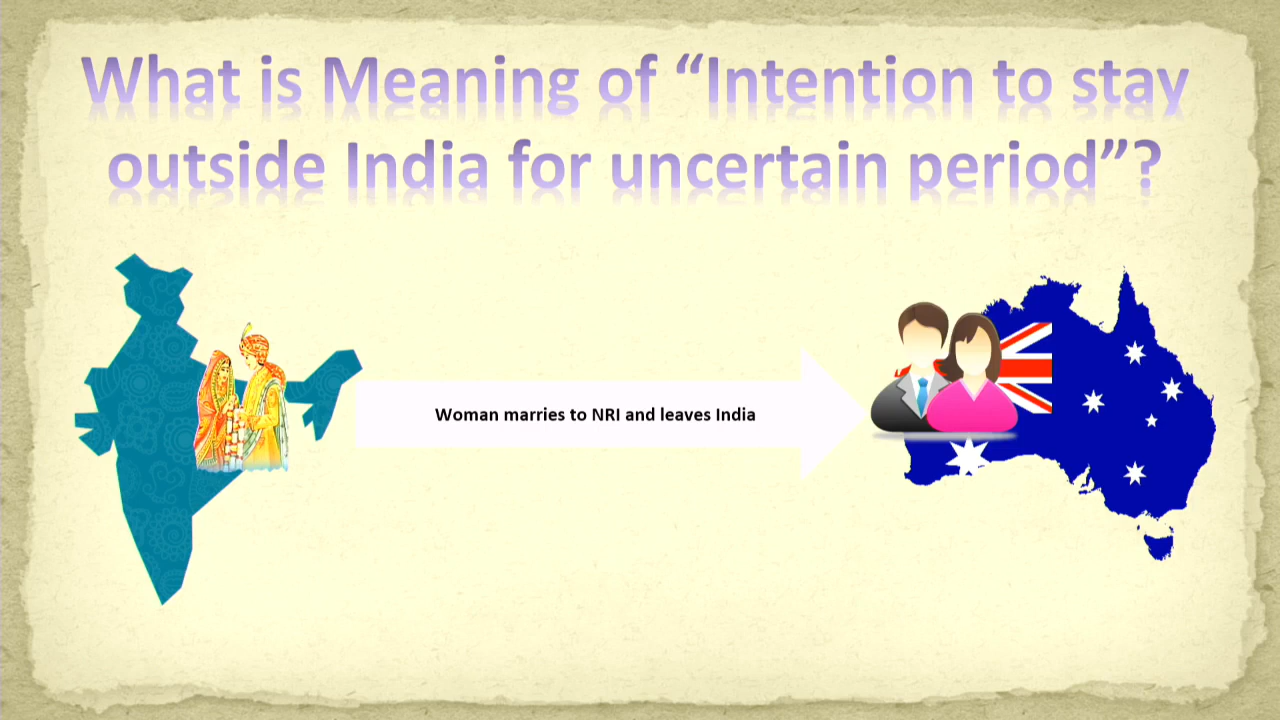 What is Meaning of “Intention to stay
outside India for uncertain period”?
Woman marries to NRI and leaves India